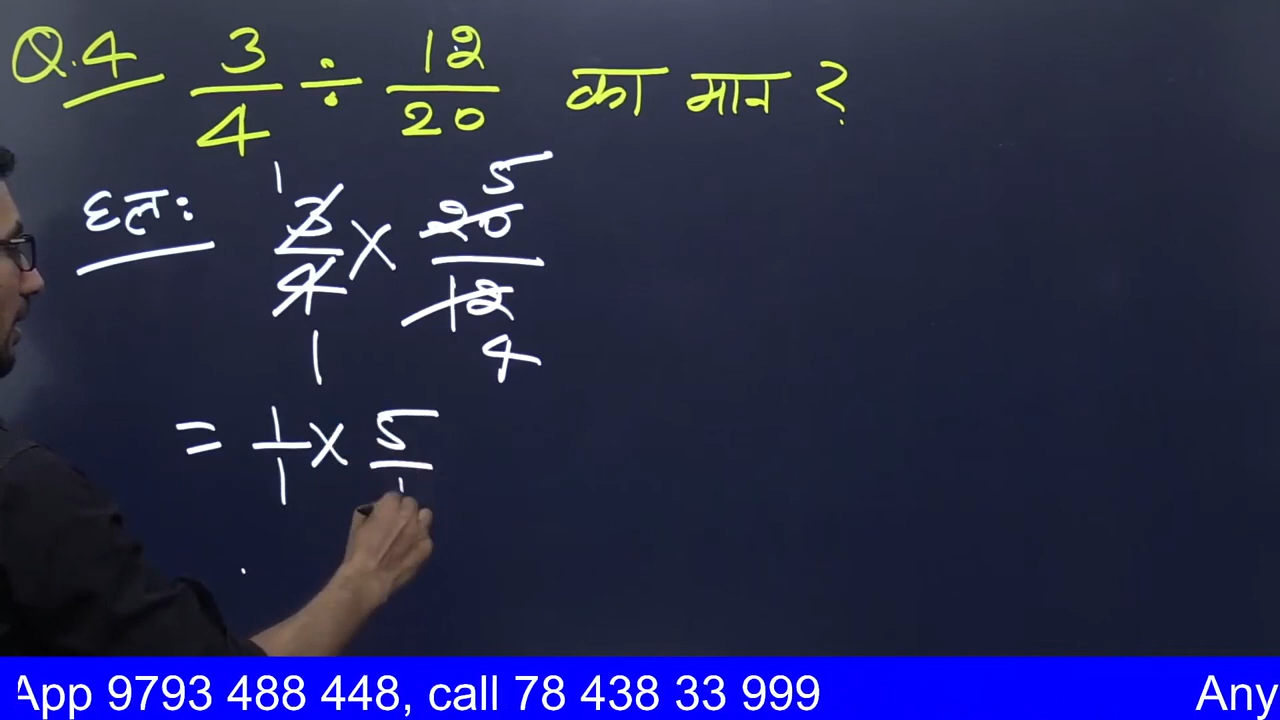 Q.4 3/4 ÷ 12/20 का मान ?
हल: 3/4 × 20/12
1 5
1 4
= 1/1 × 5/
App 9793 488 448, call 78 438 33 999 Any